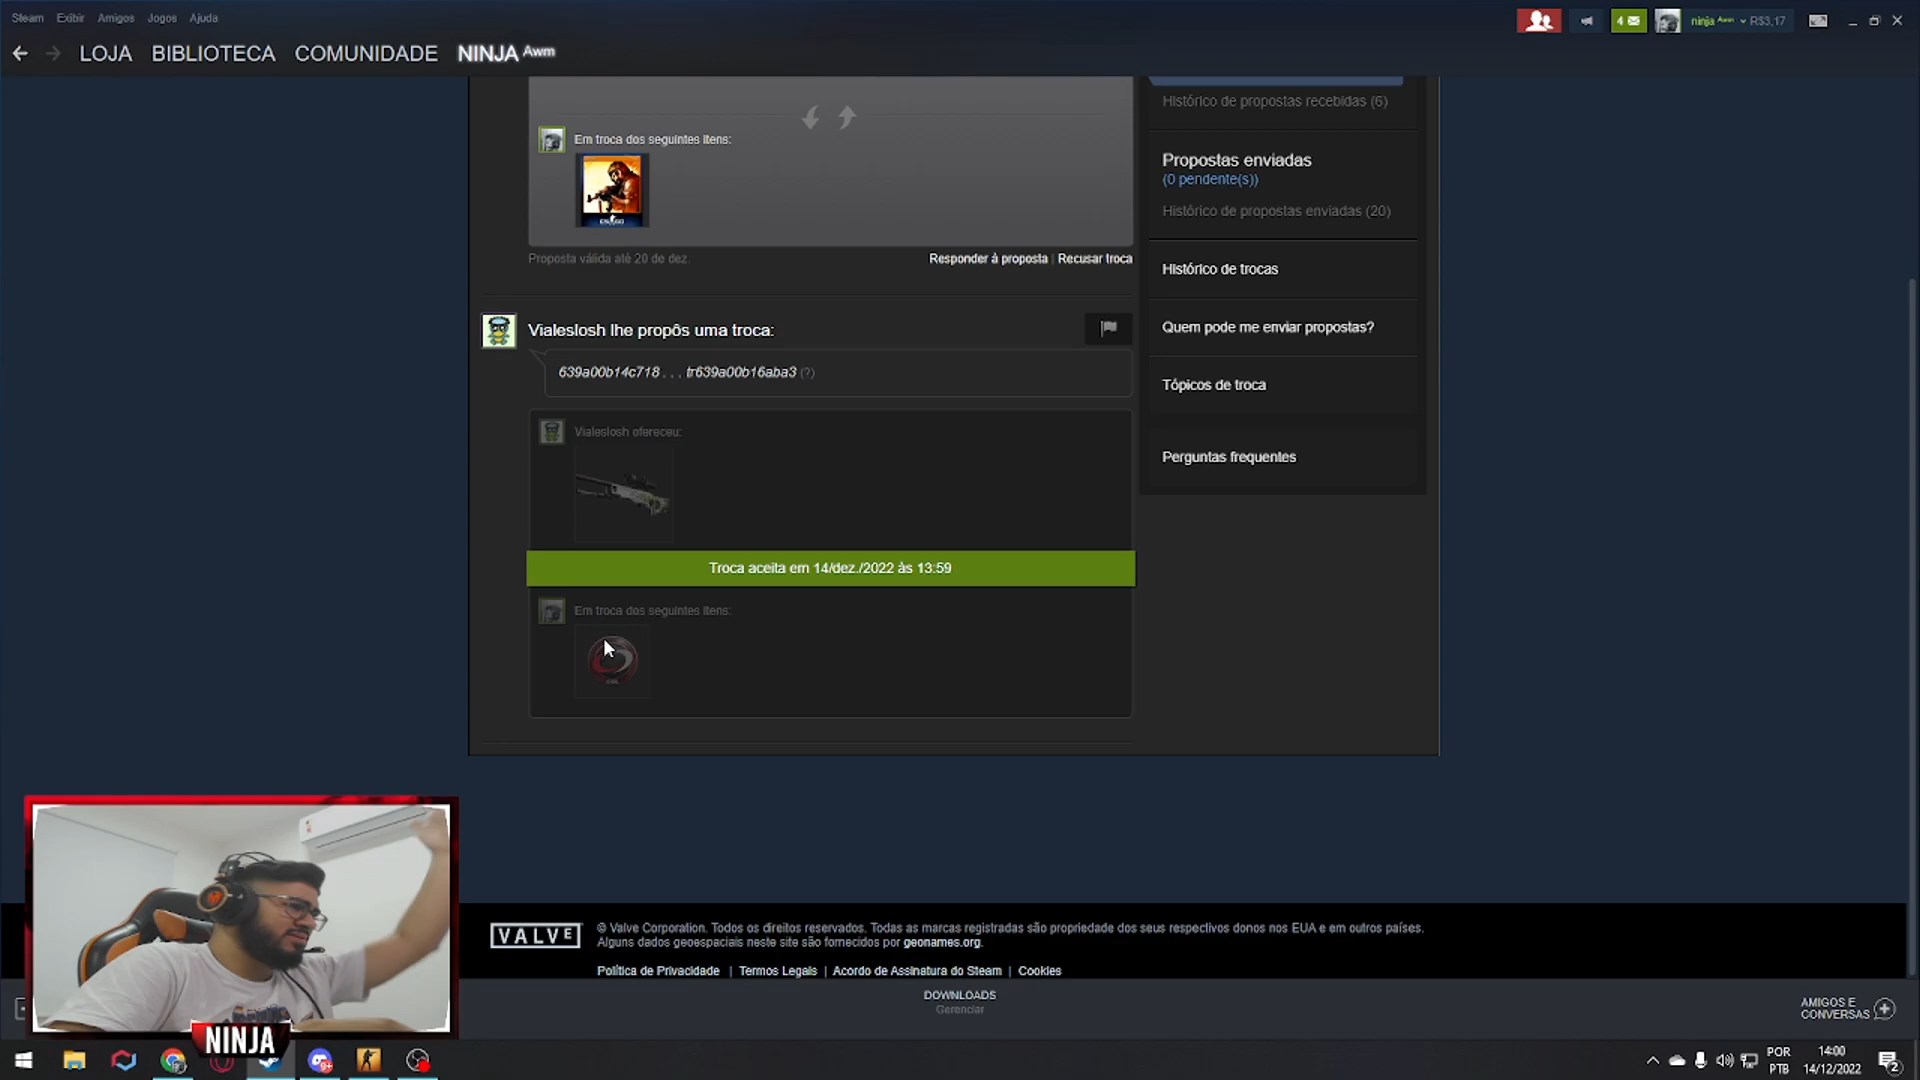 Steam Exibir Amigos Jogos Ajuda
4
ninja ᴬʷᵐ R$3,17
LOJA BIBLIOTECA COMUNIDADE NINJA ᴬʷᵐ
Em troca dos seguintes itens:
CS:GO
Proposta válida até 20 de dez.
Responder à proposta | Recusar troca
Vialeslosh lhe propôs uma troca:
639a00b14c718 . . . tr639a00b16aba3 (?)
Vialeslosh ofereceu:
Troca aceita em 14/dez./2022 às 13:59
Em troca dos seguintes itens:
Histórico de propostas recebidas (6)
Propostas enviadas
(0 pendente(s))
Histórico de propostas enviadas (20)
Histórico de trocas
Quem pode me enviar propostas?
Tópicos de troca
Perguntas frequentes
VALVE
© Valve Corporation. Todos os direitos reservados. Todas as marcas registradas são propriedade dos seus respectivos donos nos EUA e em outros países.
Alguns dados geoespaciais neste site são fornecidos por geonames.org.
Política de Privacidade | Termos Legais | Acordo de Assinatura do Steam | Cookies
DOWNLOADS
Gerenciar
AMIGOS E
CONVERSAS
NINJA
9+
POR
PTB
14:00
14/12/2022
2